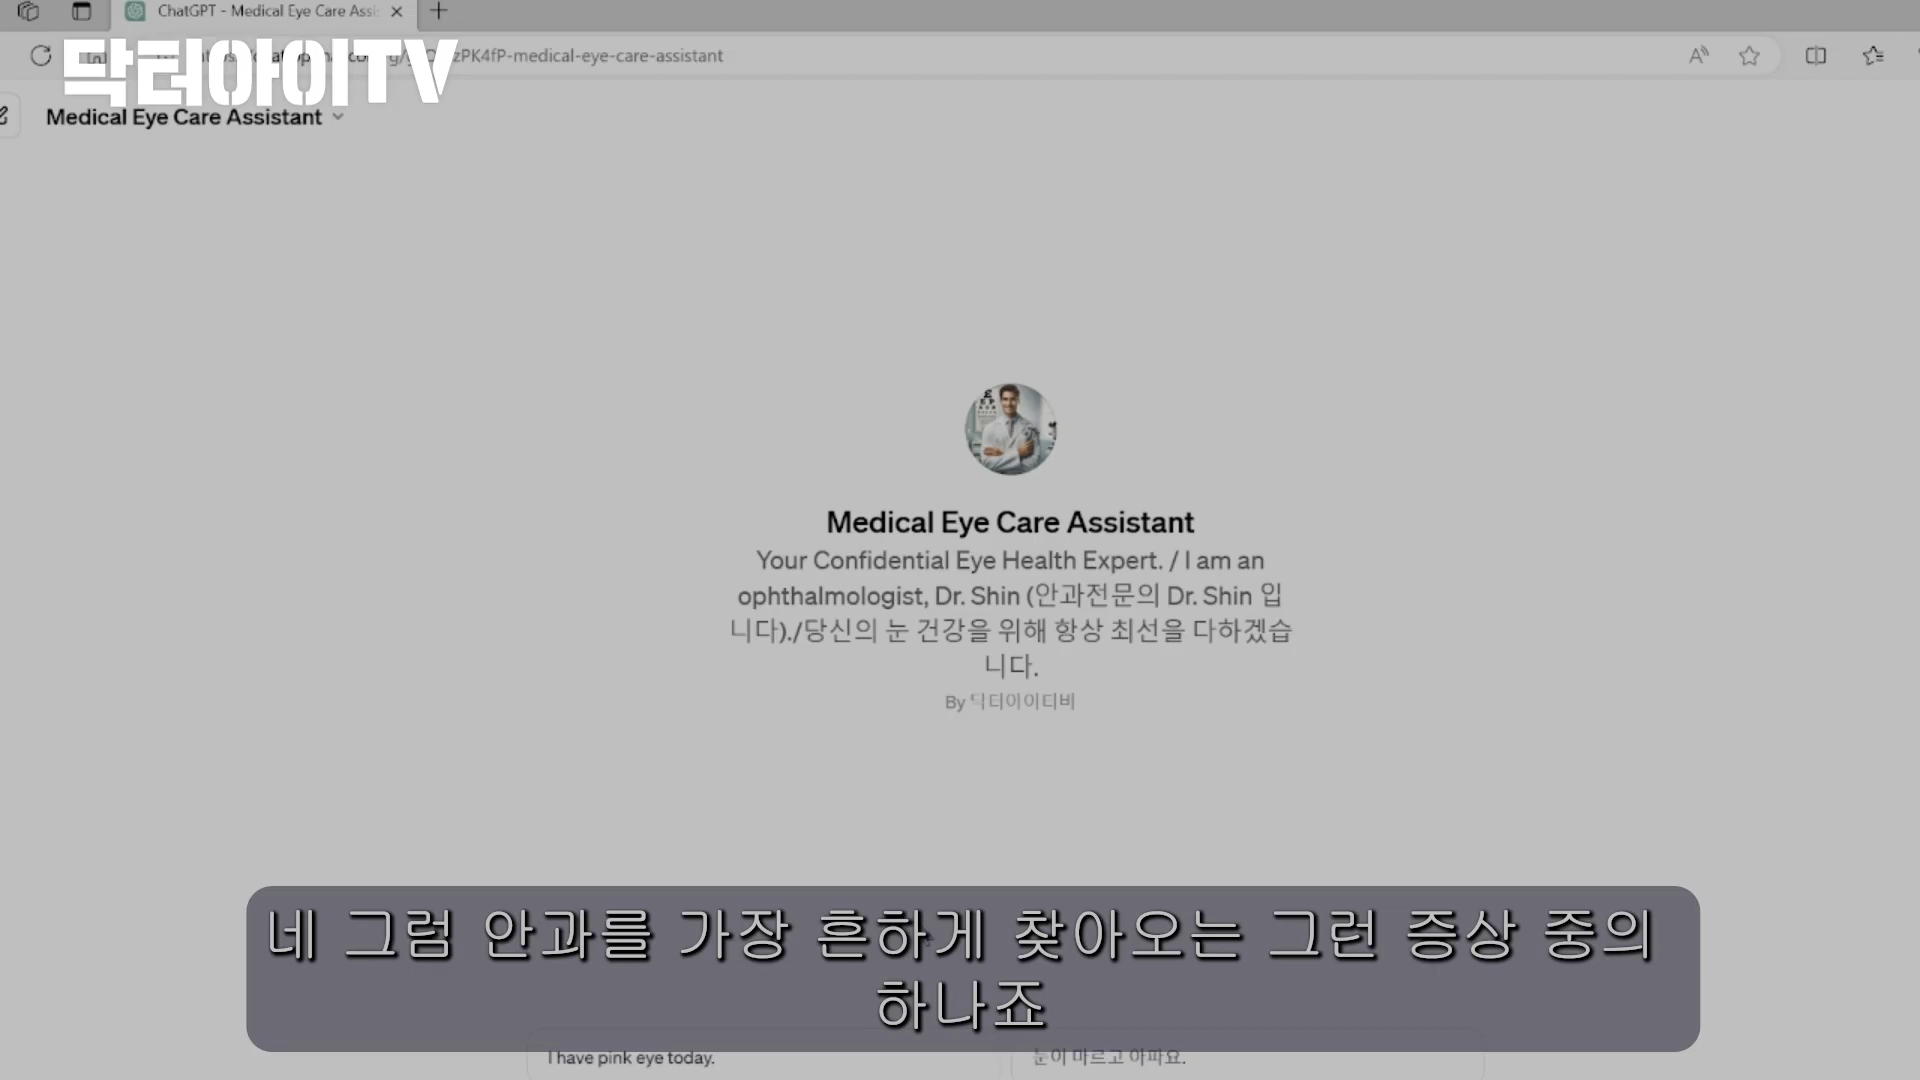 ChatGPT - Medical Eye Care Assis
닥터아이TV
zPK4fP-medical-eye-care-assistant
Medical Eye Care Assistant
Medical Eye Care Assistant
Your Confidential Eye Health Expert. / I am an
ophthalmologist, Dr. Shin (안과전문의 Dr. Shin 입
니다)./당신의 눈 건강을 위해 항상 최선을 다하겠습
니다.
By 닥터아이티비
네 그럼 안과를 가장 흔하게 찾아오는 그런 증상 중의
하나죠
I have pink eye today.
눈이 마르고 아파요.